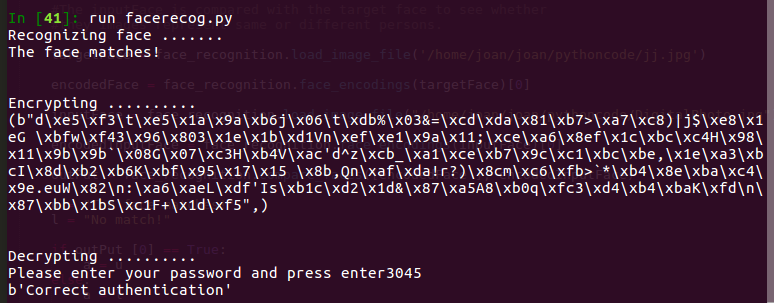 In [41]: run facerecog.py
Recognizing face .......
The face matches!
Encrypting ..........
(b"d\xe5\xf3\t\xe5\x1a\x9a\xb6j\x06\t\xdb%\x03&=\xcd\xda\x81\xb7>\xa7\xc8)|j$\xe8\x1
eG \xbfw\xf43\x96\x803\x1e\x1b\xd1Vn\xef\xe1\x9a\x11;\xce\xa6\x8ef\x1c\xbc\xc4H\x98\
x11\x9b\x9b`\x08G\x07\xc3H\xb4V\xac'd^z\xcb_\xa1\xce\xb7\x9c\xc1\xbc\xbe,\x1e\xa3\xb
cI\x8d\xb2\xb6K\xbf\x95\x17\x15 \x8b,Qn\xaf\xda!r?)\x8cm\xc6\xfb>`*\xb4\x8e\xba\xc4\
x9e.euW\x82\n:\xa6\xaeL\xdf'Is\xb1c\xd2\x1d&\x87\xa5A8\xb0q\xfc3\xd4\xb4\xbaK\xfd\n\
x87\xbb\x1bS\xc1F+\x1d\xf5",)
Decrypting ..........
Please enter your password and press enter3045
b'Correct authentication'